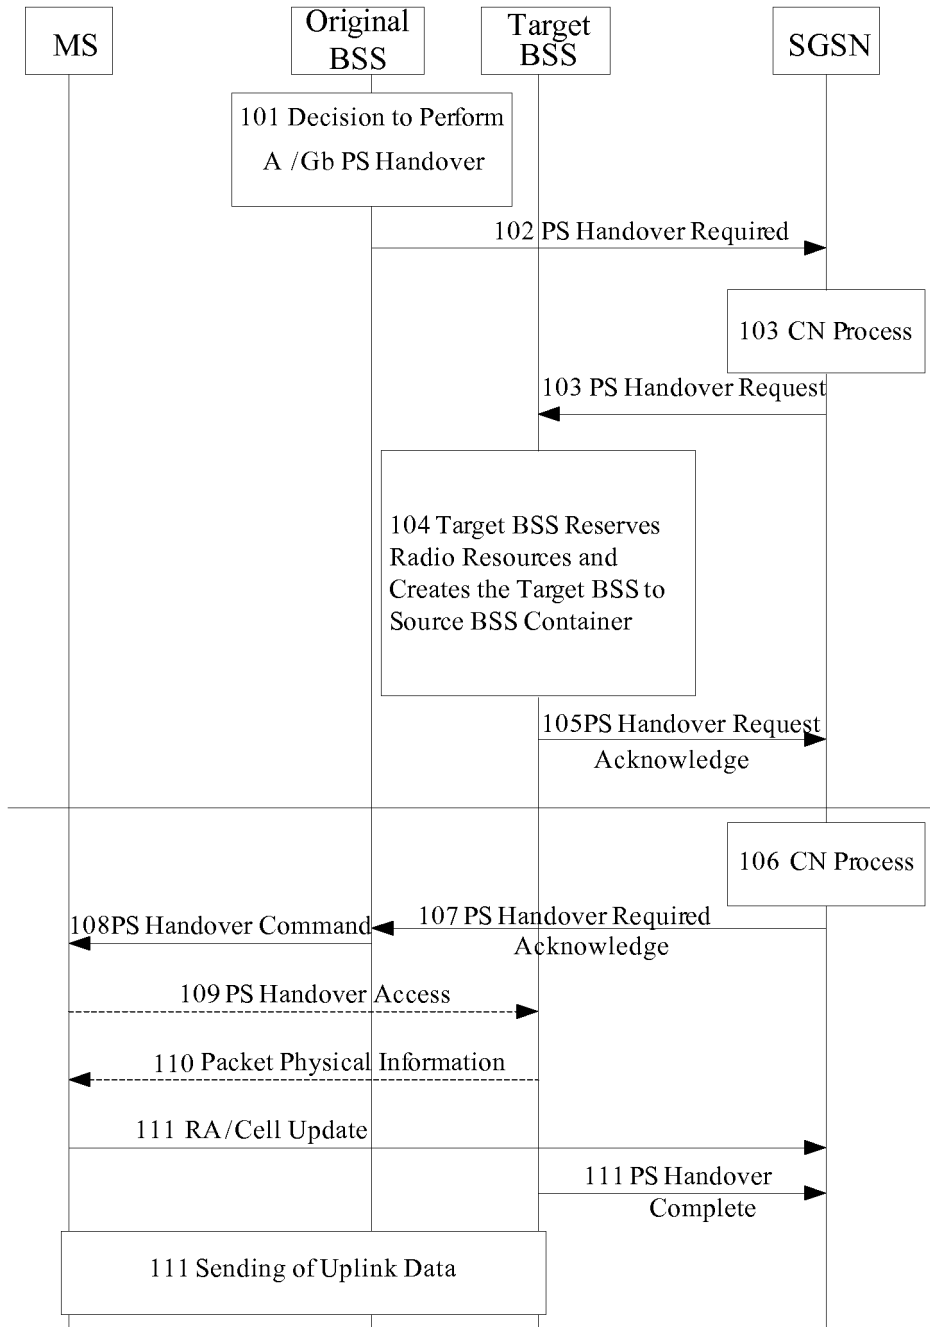 MS
Original
BSS
Target
BSS
SGSN
101 Decision to Perform
A /Gb PS Handover
102 PS Handover Required
103 CN Process
103 PS Handover Request
104 Target BSS Reserves
Radio Resources and
Creates the Target BSS to
Source BSS Container
105PS Handover Request
Acknowledge
106 CN Process
107 PS Handover Required
Acknowledge
108PS Handover Command
109 PS Handover Access
110 Packet Physical Information
111 RA/Cell Update
111 PS Handover
Complete
111 Sending of Uplink Data